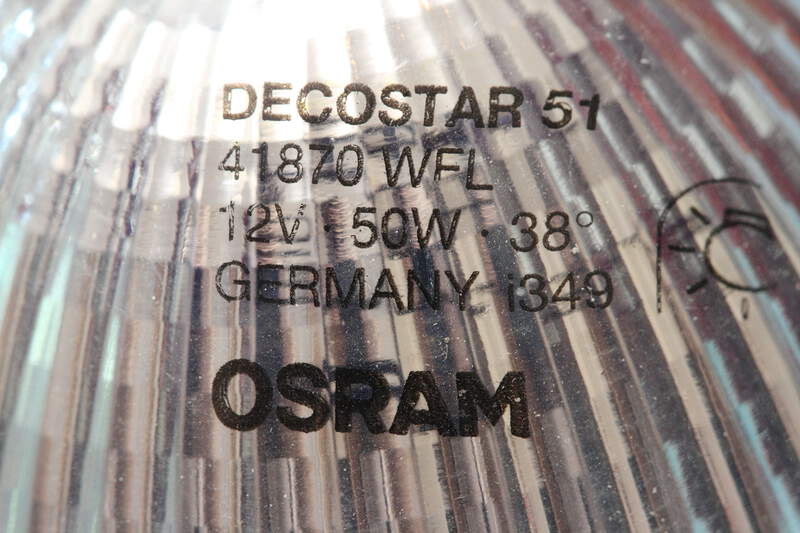 DECOSTAR 51
41870 WFL
12V · 50W · 38°
GERMANY i349
OSRAM